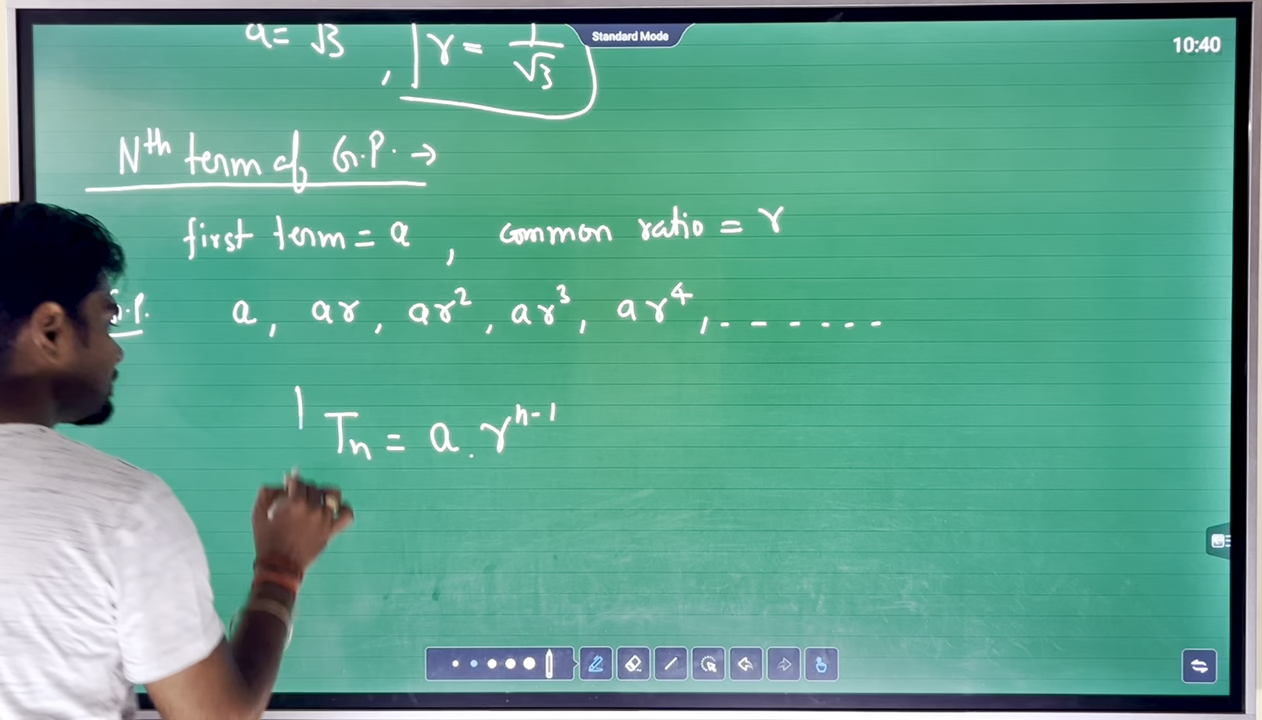 a = √3 , r = 1/√3
Standard Mode
10:40
Nth term of G.P. →
first term = a , common ratio = r
G.P. a, ar, ar², ar³, ar⁴, - - - - - -
Tn = a . r^(n-1)